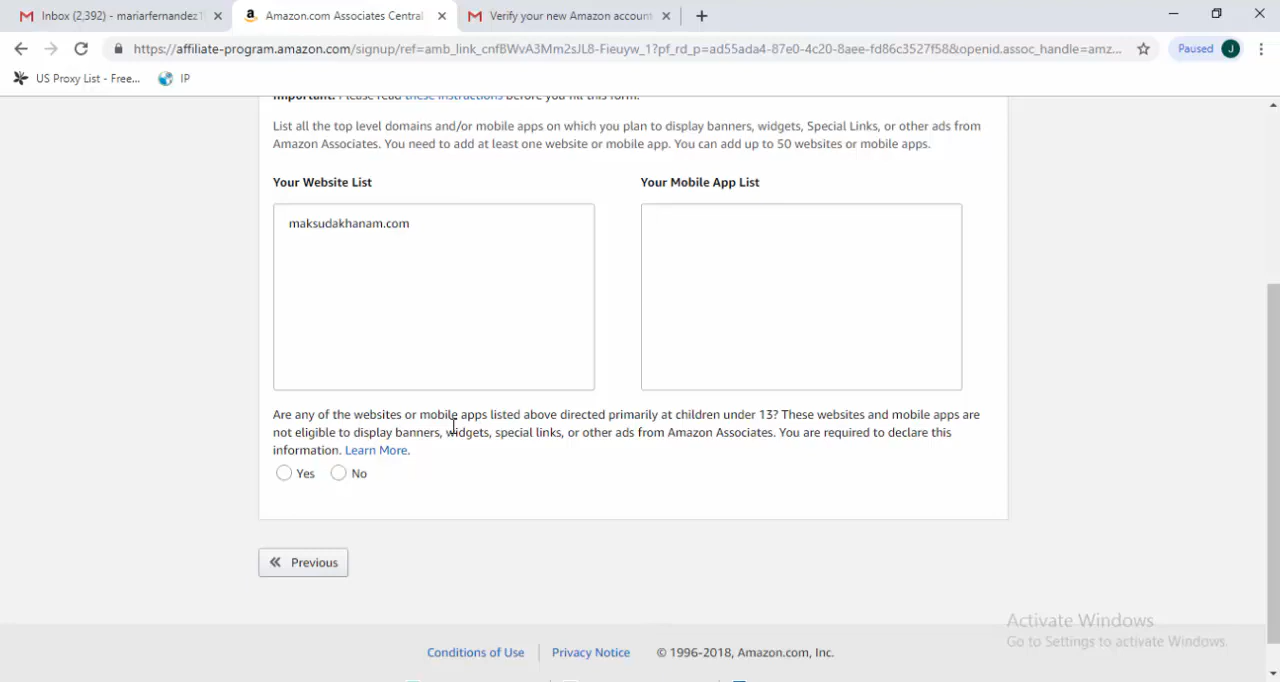 Inbox (2,392) - mariarfernandez1
Amazon.com Associates Central
Verify your new Amazon account
https://affiliate-program.amazon.com/signup/ref=amb_link_cnfBWvA3Mm2sJL8-Fieuyw_1?pf_rd_p=ad55ada4-87e0-4c20-8aee-fd86c3527f58&openid.assoc_handle=amz...
Paused
J
US Proxy List - Free...
IP
Important: Please read these instructions before you fill this form.
List all the top level domains and/or mobile apps on which you plan to display banners, widgets, Special Links, or other ads from
Amazon Associates. You need to add at least one website or mobile app. You can add up to 50 websites or mobile apps.
Your Website List
Your Mobile App List
maksudakhanam.com
Are any of the websites or mobile apps listed above directed primarily at children under 13? These websites and mobile apps are
not eligible to display banners, widgets, special links, or other ads from Amazon Associates. You are required to declare this
information. Learn More.
Yes
No
Previous
Activate Windows
Go to Settings to activate Windows.
Conditions of Use
Privacy Notice
© 1996-2018, Amazon.com, Inc.